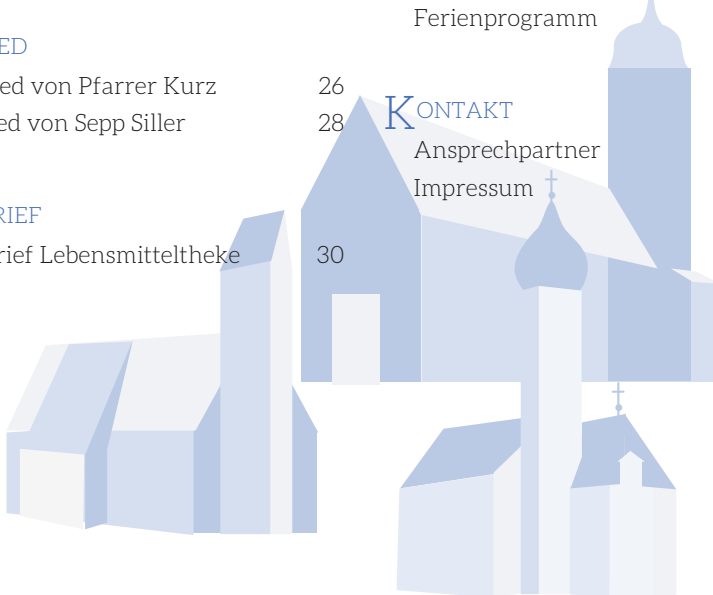 ED
ed von Pfarrer Kurz 26
ed von Sepp Siller 28
RIEF
rief Lebensmitteltheke 30
Ferienprogramm
KONTAKT
Ansprechpartner
Impressum